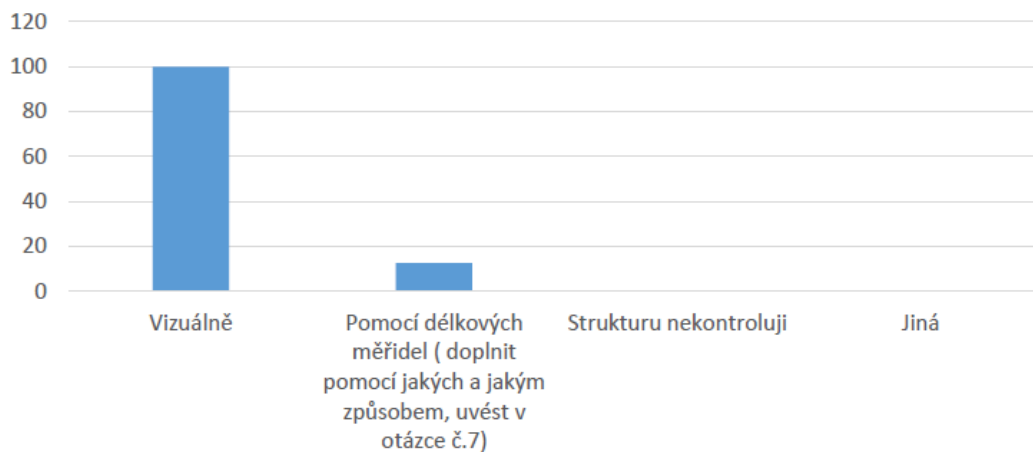 120
100
80
60
40
20
0
Vizuálně
Pomocí délkových
měřidel ( doplnit
pomocí jakých a jakým
způsobem, uvést v
otázce č.7)
Strukturu nekontroluji
Jiná